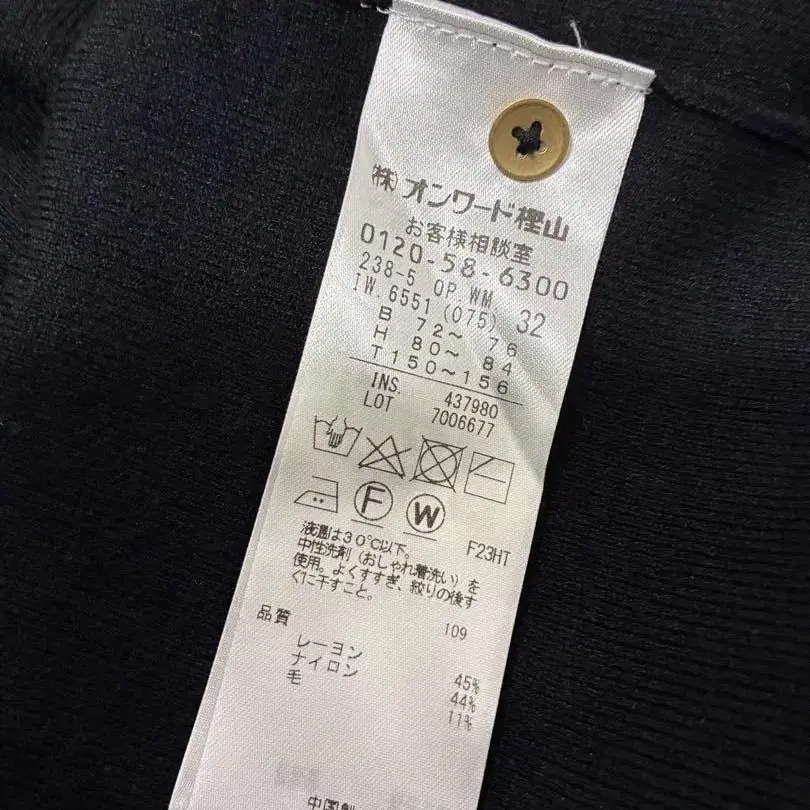 (株)オンワード樫山
お客様相談室
0120-58-6300
238-5 OP.WM
IW.6551(075) 32
B 72~ 76
H 80~ 84
T 150~156
INS. 437980
LOT 7006677
F W
F23HT
液温は30℃以下。
中性洗剤(おしゃれ着洗い)を
使用。よくすすぎ、絞りの後す
ぐに干すこと。
品質 109
レーヨン 45%
ナイロン 44%
毛 11%
中国製